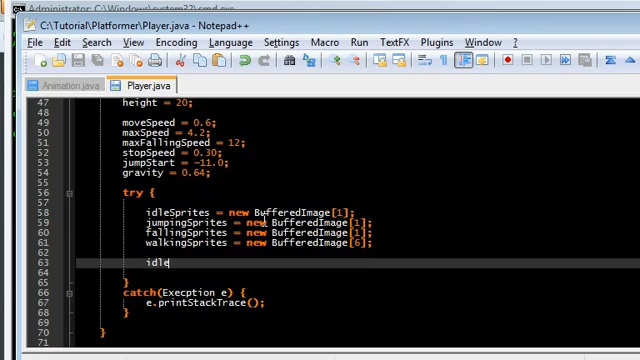 Administrator: C:\Windows\system32\cmd.exe
C:\Tutorial\Platformer\Player.java - Notepad++
File Edit Search View Encoding Language Settings Macro Run TextFX Plugins Window ?
Animation.java Player.java
47 height = 20;
48
49 moveSpeed = 0.6;
50 maxSpeed = 4.2;
51 maxFallingSpeed = 12;
52 stopSpeed = 0.30;
53 jumpStart = -11.0;
54 gravity = 0.64;
55
56 try {
57
58 idleSprites = new BufferedImage[1];
59 jumpingSprites = new BufferedImage[1];
60 fallingSprites = new BufferedImage[1];
61 walkingSprites = new BufferedImage[6];
62
63 idle
64
65 }
66 catch(Execption e) {
67 e.printStackTrace();
68 }
69
70 }
71